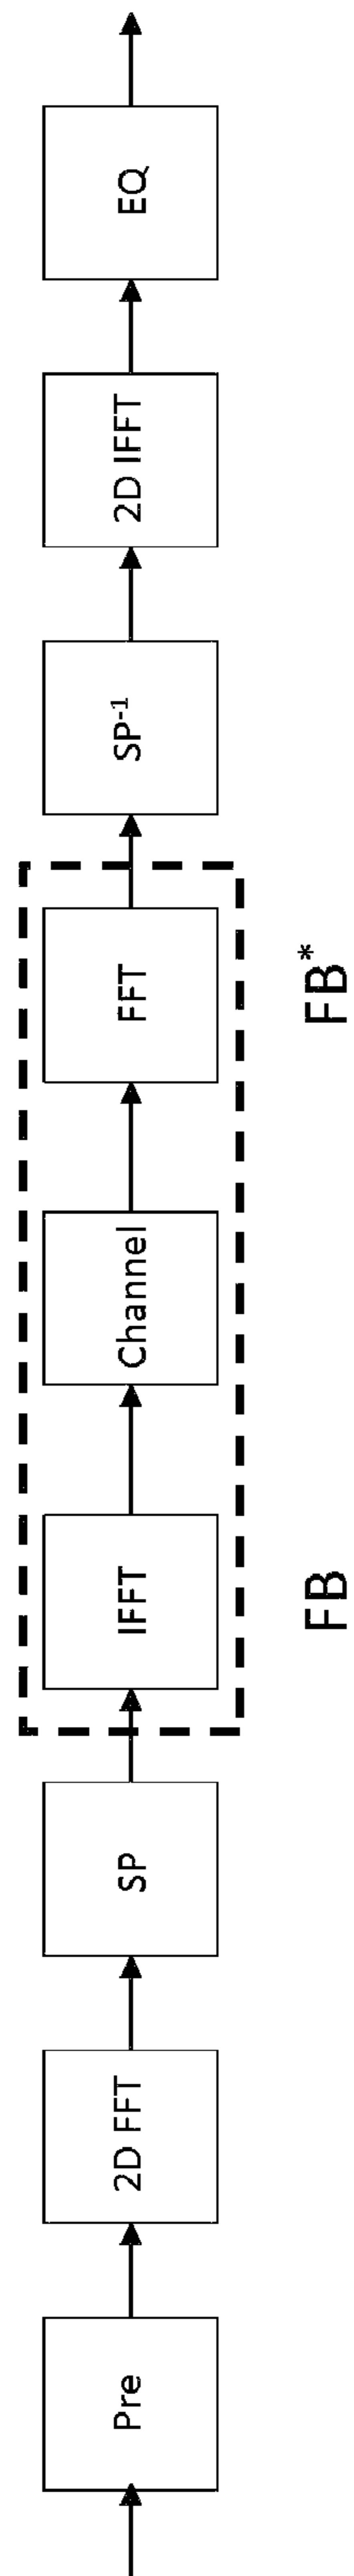 Pre
2D FFT
SP
IFFT
Channel
FFT
SP-1
2D IFFT
EQ
FB
FB*